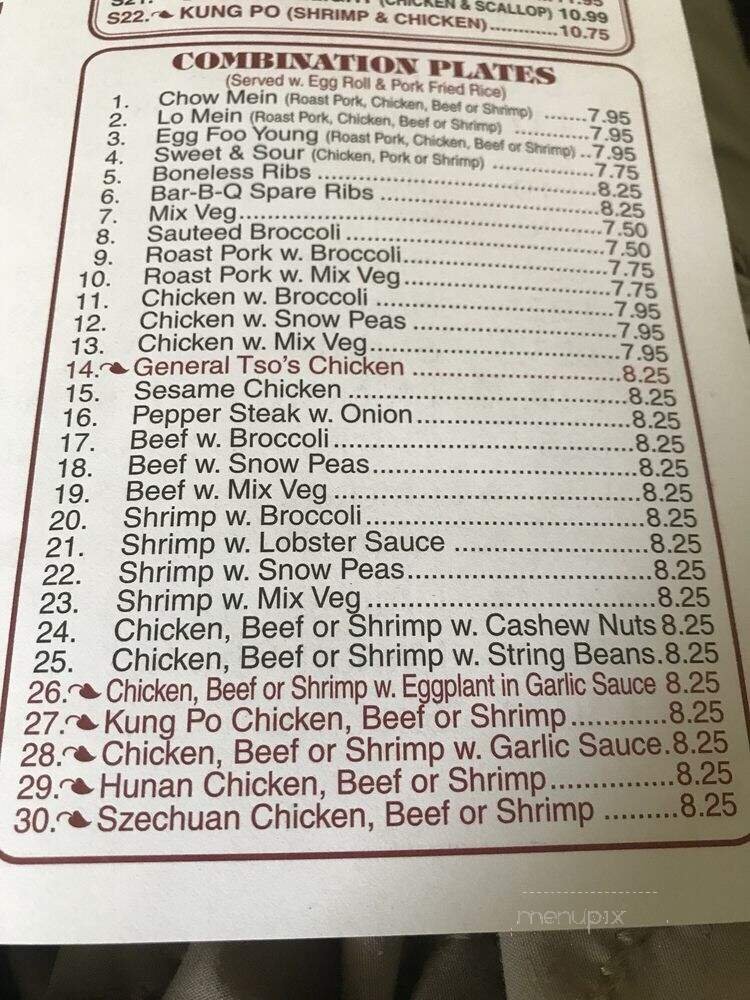 S21. (CHICKEN & SCALLOP) 10.99
S22. KUNG PO (SHRIMP & CHICKEN)............10.75
COMBINATION PLATES
(Served w. Egg Roll & Pork Fried Rice)
1. Chow Mein (Roast Pork, Chicken, Beef or Shrimp) .......7.95
2. Lo Mein (Roast Pork, Chicken, Beef or Shrimp) ............7.95
3. Egg Foo Young (Roast Pork, Chicken, Beef or Shrimp) ..7.95
4. Sweet & Sour (Chicken, Pork or Shrimp) .................7.75
5. Boneless Ribs ..............................8.25
6. Bar-B-Q Spare Ribs ..............................8.25
7. Mix Veg..............................7.50
8. Sauteed Broccoli ..............................7.50
9. Roast Pork w. Broccoli..............................7.75
10. Roast Pork w. Mix Veg..............................7.75
11. Chicken w. Broccoli ..............................7.95
12. Chicken w. Snow Peas ..............................7.95
13. Chicken w. Mix Veg..............................7.95
14. General Tso's Chicken ..............................8.25
15. Sesame Chicken ..............................8.25
16. Pepper Steak w. Onion..............................8.25
17. Beef w. Broccoli..............................8.25
18. Beef w. Snow Peas..............................8.25
19. Beef w. Mix Veg ..............................8.25
20. Shrimp w. Broccoli..............................8.25
21. Shrimp w. Lobster Sauce ......................8.25
22. Shrimp w. Snow Peas...........................8.25
23. Shrimp w. Mix Veg ..............................8.25
24. Chicken, Beef or Shrimp w. Cashew Nuts 8.25
25. Chicken, Beef or Shrimp w. String Beans.8.25
26. Chicken, Beef or Shrimp w. Eggplant in Garlic Sauce 8.25
27. Kung Po Chicken, Beef or Shrimp............8.25
28. Chicken, Beef or Shrimp w. Garlic Sauce.8.25
29. Hunan Chicken, Beef or Shrimp...............8.25
30. Szechuan Chicken, Beef or Shrimp .........8.25
menupix